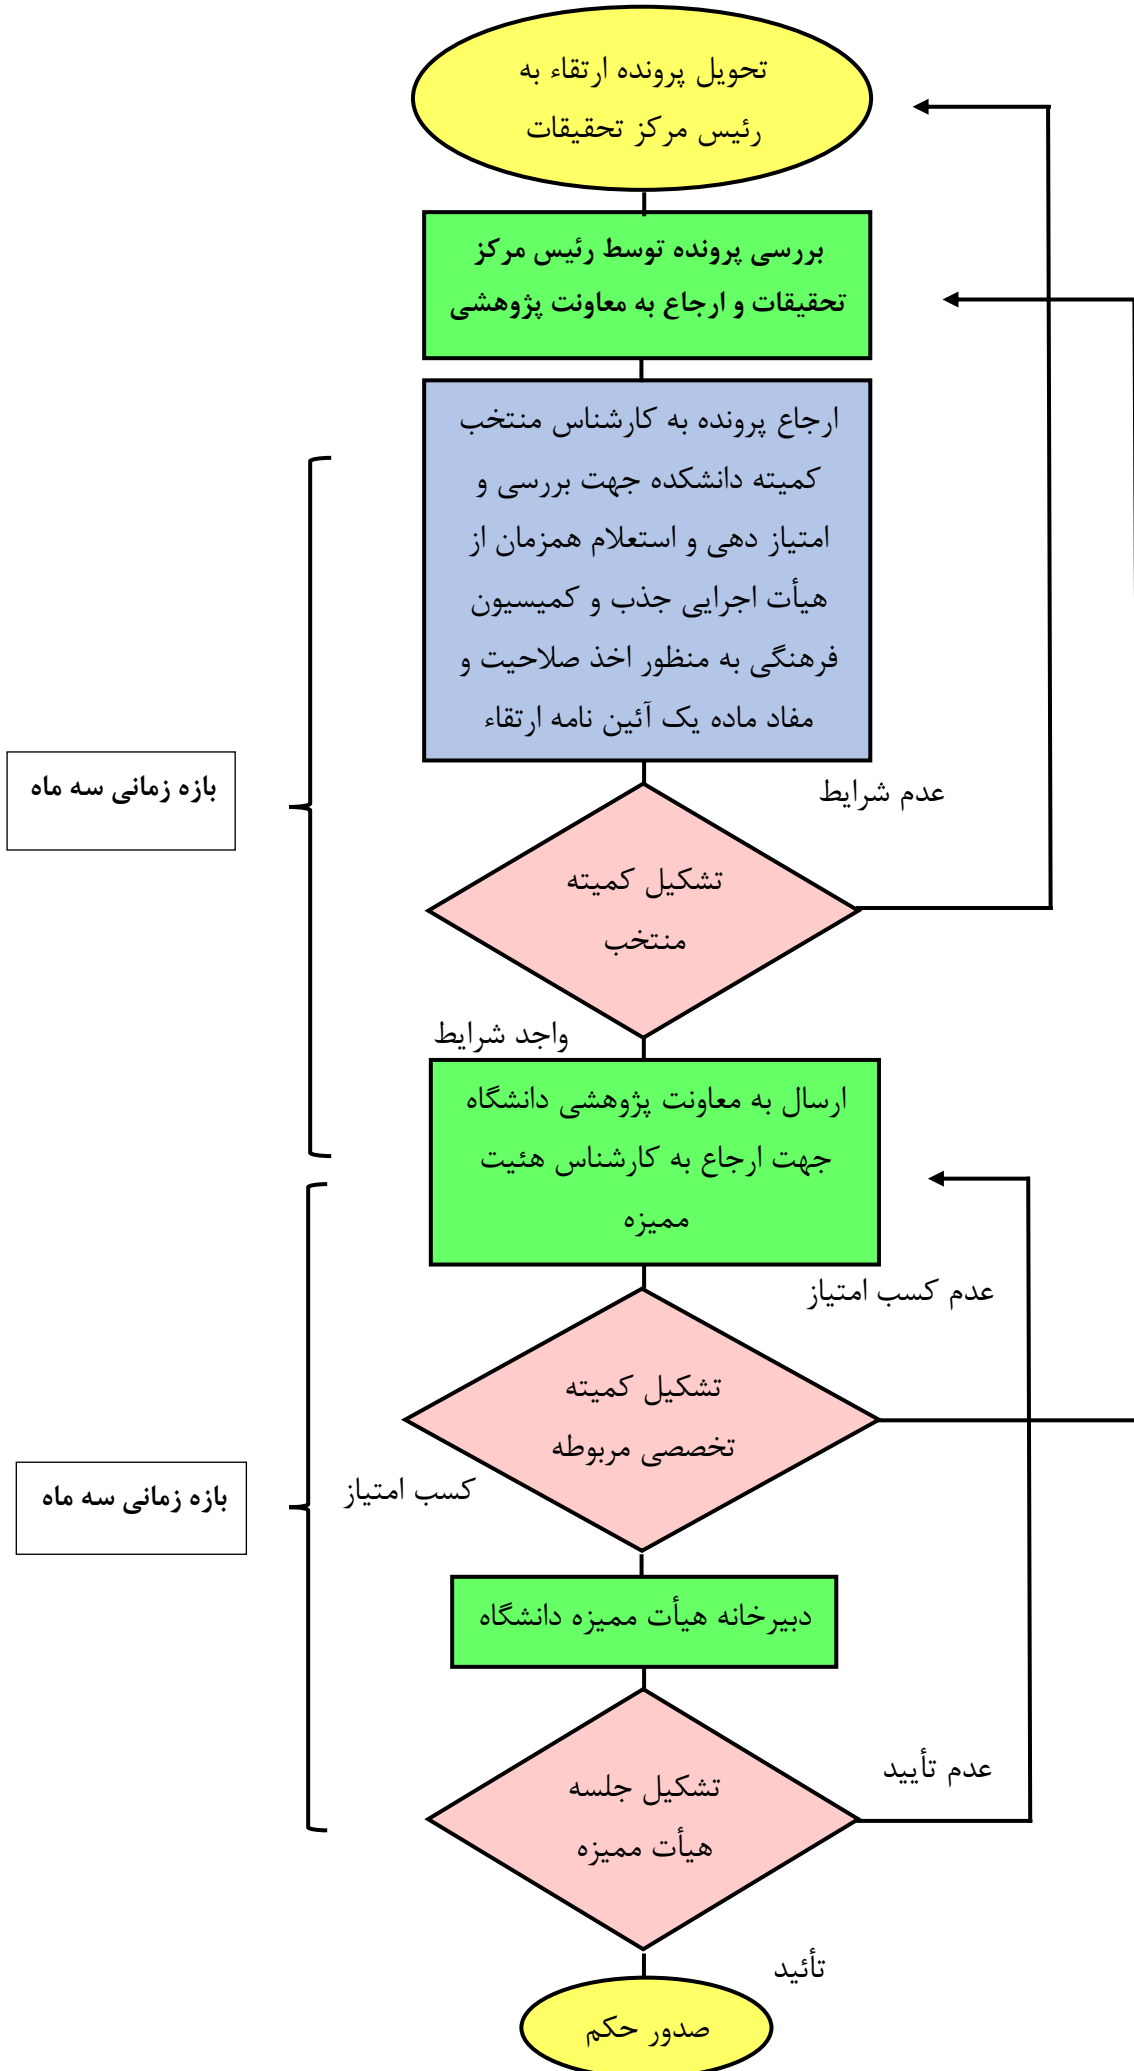 تحویل پرونده ارتقاء به
رئیس مرکز تحقیقات
بررسی پرونده توسط رئیس مرکز
تحقیقات و ارجاع به معاونت پژوهشی
ارجاع پرونده به کارشناس منتخب
کمیته دانشکده جهت بررسی و
امتیاز دهی و استعلام همزمان از
هیأت اجرایی جذب و کمیسیون
فرهنگی به منظور اخذ صلاحیت و
مفاد ماده یک آئین نامه ارتقاء
بازه زمانی سه ماه
عدم شرایط
تشکیل کمیته
منتخب
واجد شرایط
ارسال به معاونت پژوهشی دانشگاه
جهت ارجاع به کارشناس هئیت
ممیزه
عدم کسب امتیاز
تشکیل کمیته
تخصصی مربوطه
کسب امتیاز
بازه زمانی سه ماه
دبیرخانه هیأت ممیزه دانشگاه
عدم تأیید
تشکیل جلسه
هیأت ممیزه
تأئید
صدور حکم